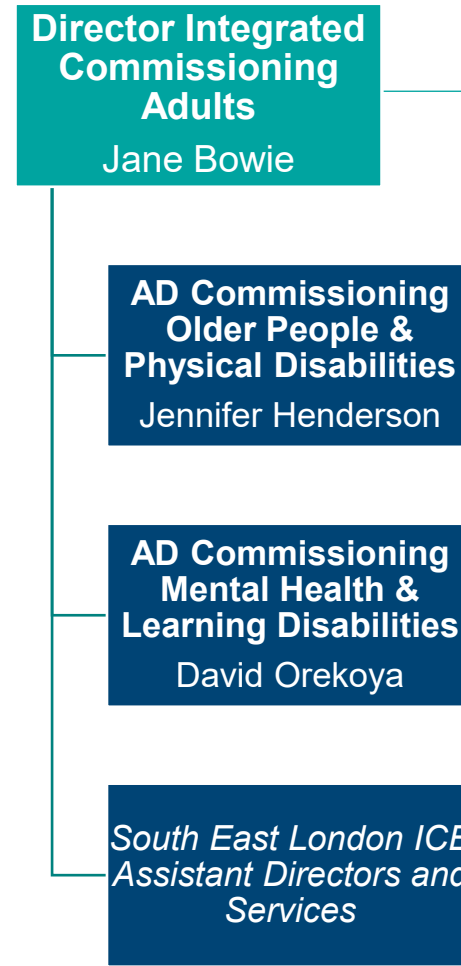 Director Integrated
Commissioning
Adults
Jane Bowie
AD Commissioning
Older People &
Physical Disabilities
Jennifer Henderson
AD Commissioning
Mental Health &
Learning Disabilities
David Orekoya
South East London
Assistant Directors
Services